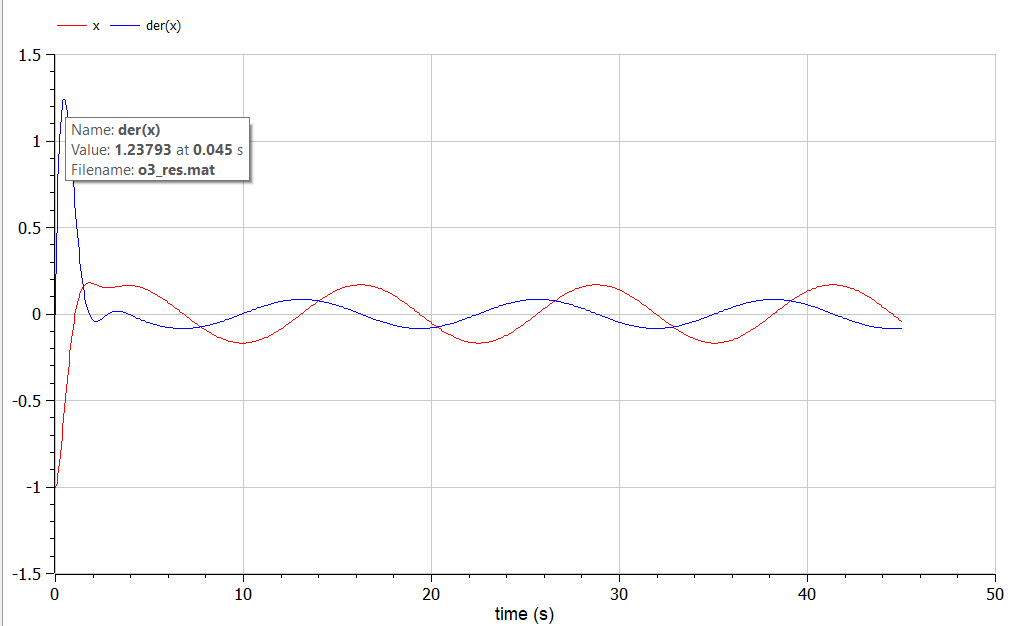 x der(x)
1.5
1
0.5
0
-0.5
-1
-1.5
Name: der(x)
Value: 1.23793 at 0.045 s
Filename: o3_res.mat
0 10 20 30 40 50
time (s)